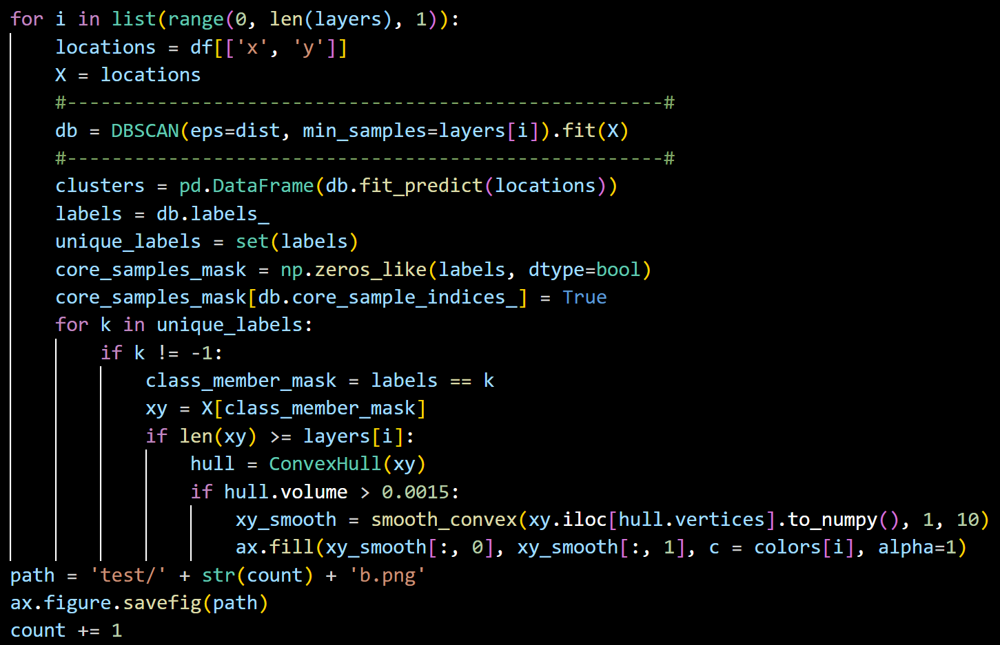 for i in list(range(0, len(layers), 1)):
    locations = df[['x', 'y']]
    X = locations
    #-----------------------------------------------------#
    db = DBSCAN(eps=dist, min_samples=layers[i]).fit(X)
    #-----------------------------------------------------#
    clusters = pd.DataFrame(db.fit_predict(locations))
    labels = db.labels_
    unique_labels = set(labels)
    core_samples_mask = np.zeros_like(labels, dtype=bool)
    core_samples_mask[db.core_sample_indices_] = True
    for k in unique_labels:
        if k != -1:
            class_member_mask = labels == k
            xy = X[class_member_mask]
            if len(xy) >= layers[i]:
                hull = ConvexHull(xy)
                if hull.volume > 0.0015:
                    xy_smooth = smooth_convex(xy.iloc[hull.vertices].to_numpy(), 1, 10)
                    ax.fill(xy_smooth[:, 0], xy_smooth[:, 1], c = colors[i], alpha=1)
path = 'test/' + str(count) + 'b.png'
ax.figure.savefig(path)
count += 1